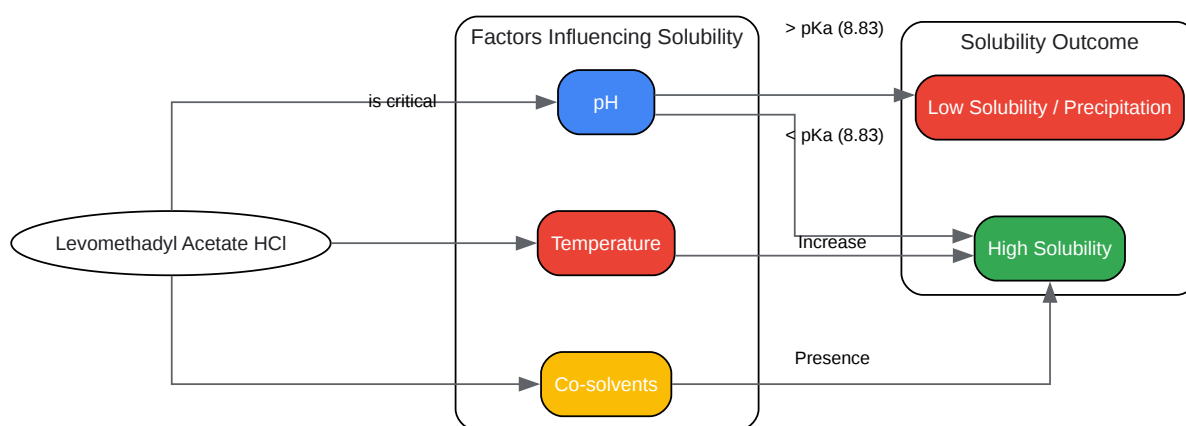 Factors Influencing Solubility
> pKa (8.83)
Solubility Outcome
is critical
pH
Low Solubility / Precipitation
< pKa (8.83)
Levomethadyl Acetate HCl
Temperature
Increase
High Solubility
Co-solvents
Presence